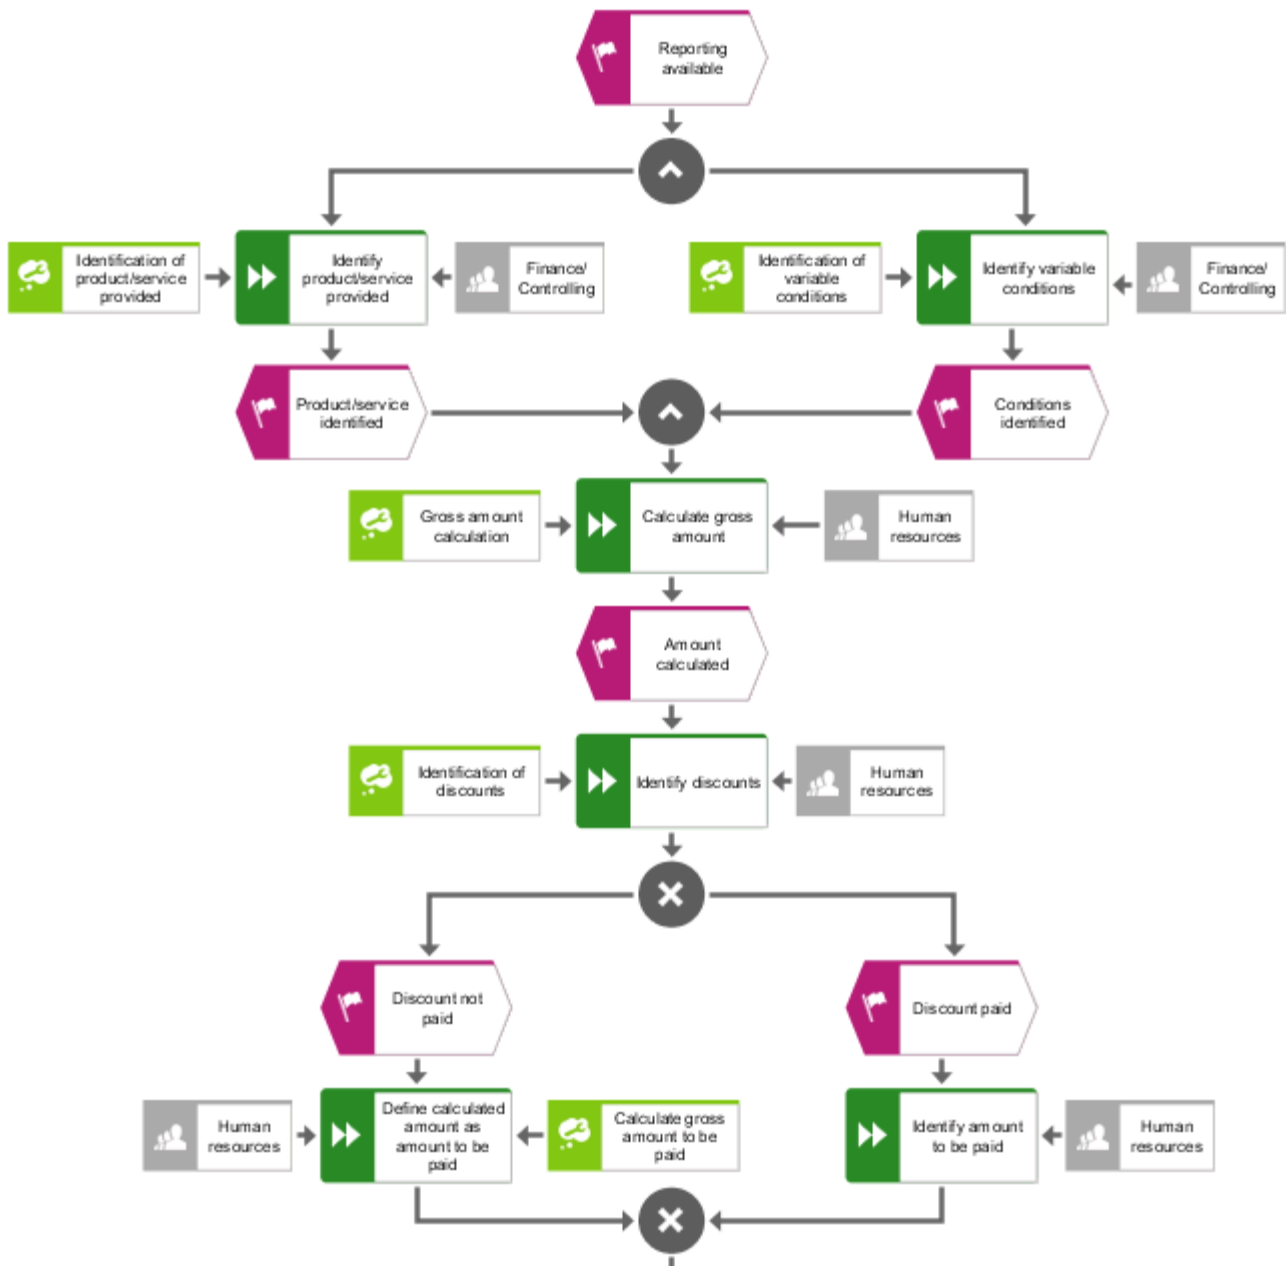 Reporting
available
Identification of
product/service
provided
Identify
product/service
provided
Finance/
Controlling
Identification of
variable
conditions
Identify variable
conditions
Finance/
Controlling
Product/service
identified
Conditions
identified
Gross amount
calculation
Calculate gross
amount
Human
resources
Amount
calculated
Identification of
discounts
Identify discounts
Human
resources
Discount not
paid
Discount paid
Human
resources
Define calculated
amount as
amount to be
paid
Calculate gross
amount to be
paid
Identify amount
to be paid
Human
resources